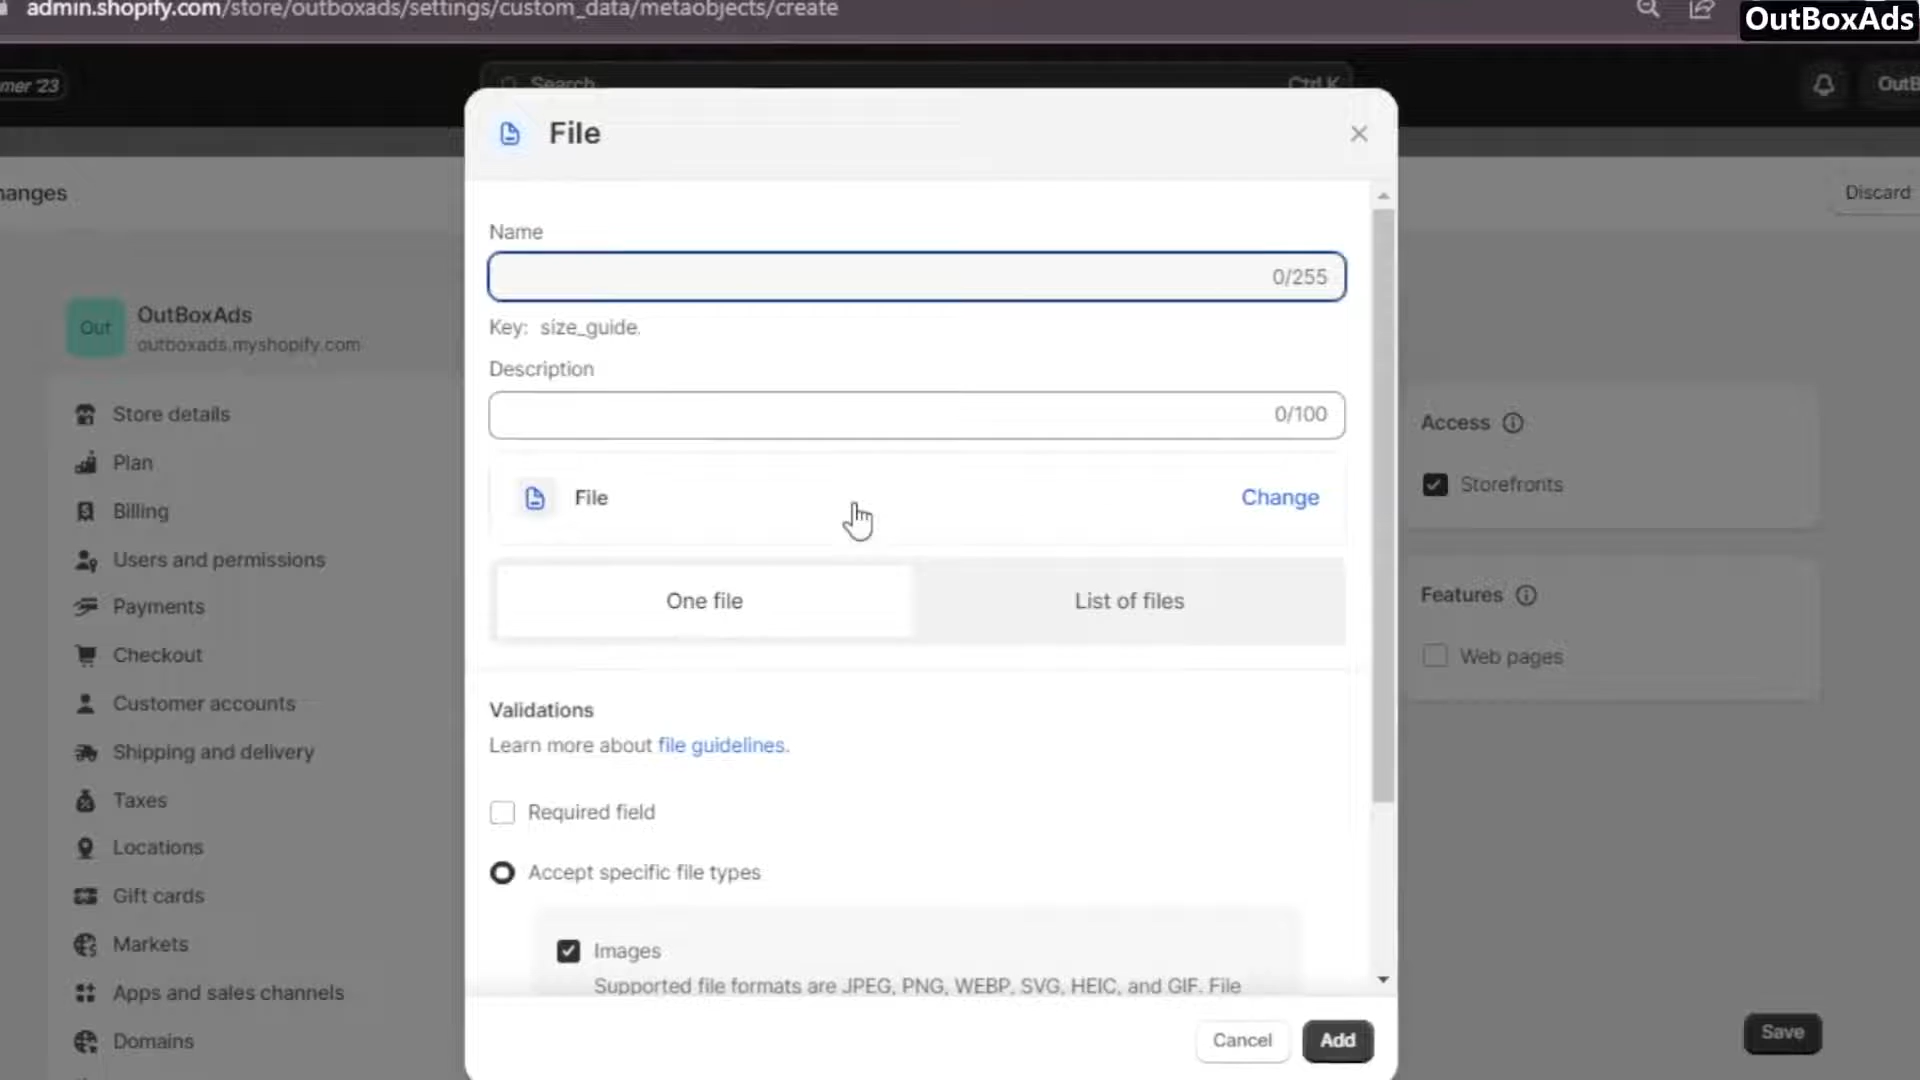 admin.shopify.com/store/outboxads/settings/custom_data/metaobjects/create
OutBoxAds
mer '23
Search
Ctrl K
File
hanges
Discard
Name
0/255
Key: size_guide.
Out
OutBoxAds
outboxads.myshopify.com
Description
0/100
Store details
Access
Plan
File
Change
Storefronts
Billing
Users and permissions
One file
List of files
Features
Payments
Checkout
Web pages
Customer accounts
Validations
Learn more about file guidelines.
Shipping and delivery
Taxes
Required field
Locations
Accept specific file types
Gift cards
Markets
Images
Supported file formats are JPEG, PNG, WEBP, SVG, HEIC, and GIF. File
Apps and sales channels
Domains
Cancel
Add
Save